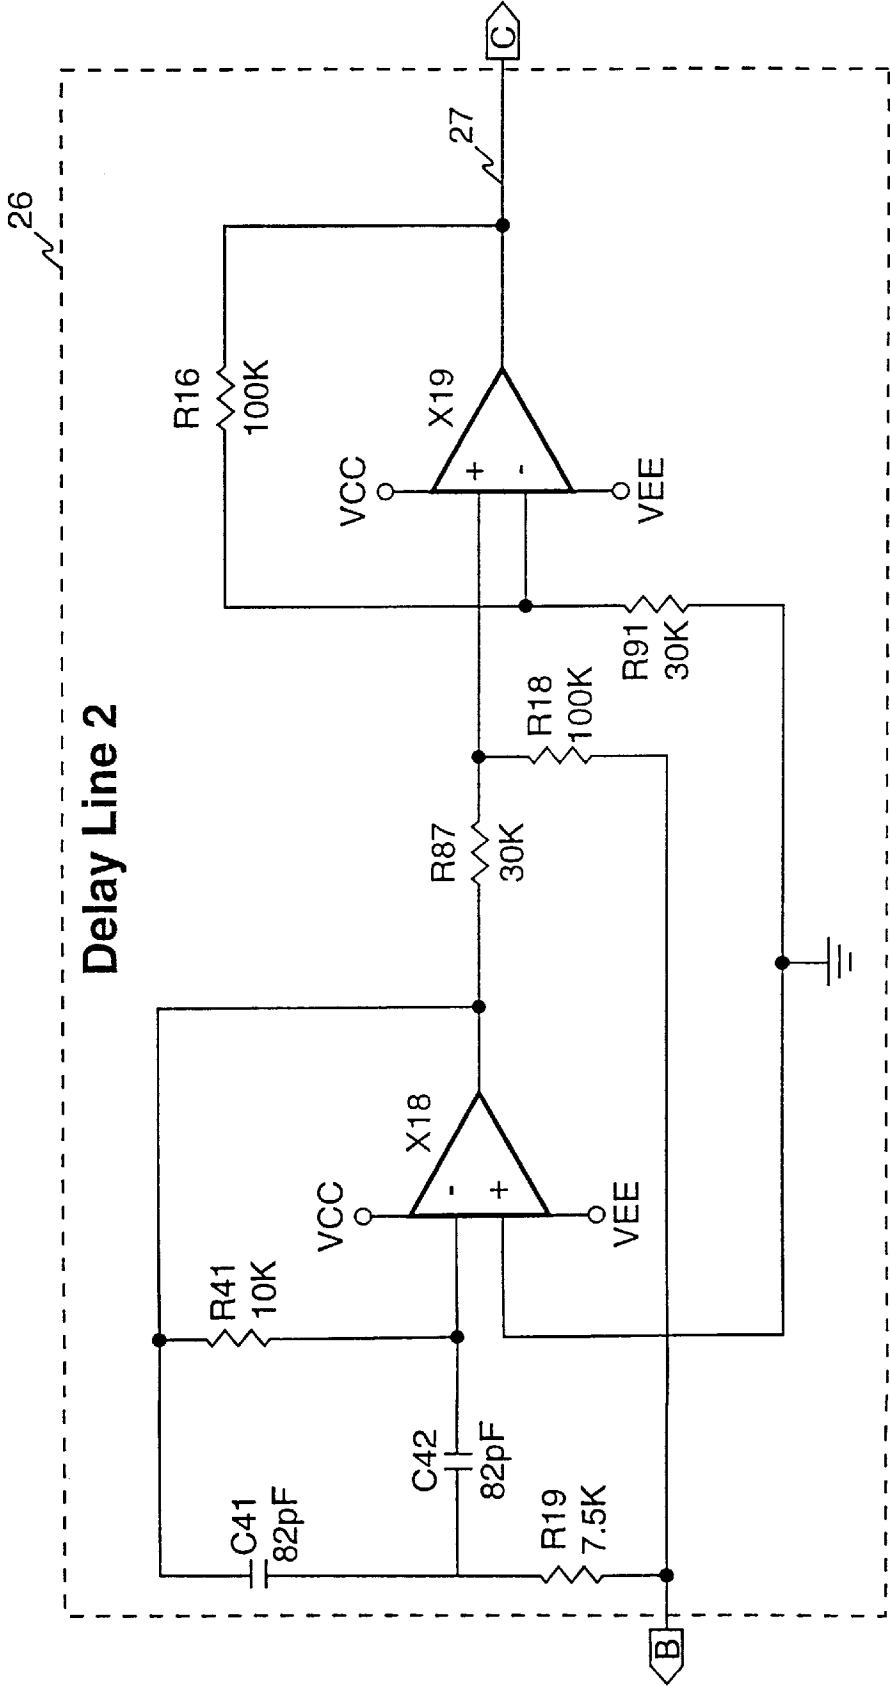 26
Delay Line 2
C
27
R16
100K
X19
VCC
+
-
VEE
R91
30K
R18
100K
R87
30K
X18
VCC
-
+
VEE
R41
10K
C42
82pF
C41
82pF
R19
7.5K
B